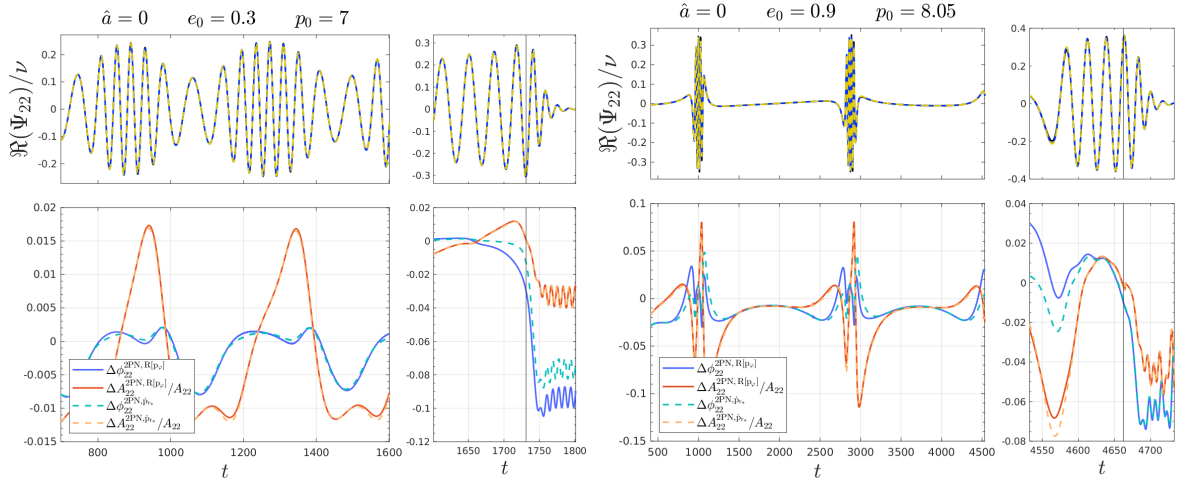 â = 0 e₀ = 0.3 p₀ = 7
ℜ(Ψ₂₂)/ν
0.2
0.1
0
-0.1
-0.2
0.3
0.2
0.1
0
-0.1
-0.2
-0.3
0.02
0.015
0.01
0.005
0
-0.005
-0.01
-0.015
Δϕ₂₂^{2PN,R[p_r]}
ΔA₂₂^{2PN,R[p_r]}/A₂₂
Δϕ₂₂^{2PN,ṗ_{r*}}
ΔA₂₂^{2PN,ṗ_{r*}}/A₂₂
800 1000 1200 1400 1600
t
0.02
0
-0.02
-0.04
-0.06
-0.08
-0.1
-0.12
1650 1700 1750 1800
t
â = 0 e₀ = 0.9 p₀ = 8.05
ℜ(Ψ₂₂)/ν
0.3
0.2
0.1
0
-0.1
-0.2
-0.3
0.4
0.2
0
-0.2
-0.4
0.1
0.05
0
-0.05
-0.1
-0.15
Δϕ₂₂^{2PN,R[p_r]}
ΔA₂₂^{2PN,R[p_r]}/A₂₂
Δϕ₂₂^{2PN,ṗ_{r*}}
ΔA₂₂^{2PN,ṗ_{r*}}/A₂₂
500 1000 1500 2000 2500 3000 3500 4000 4500
t
0.04
0.02
0
-0.02
-0.04
-0.06
-0.08
4550 4600 4650 4700
t